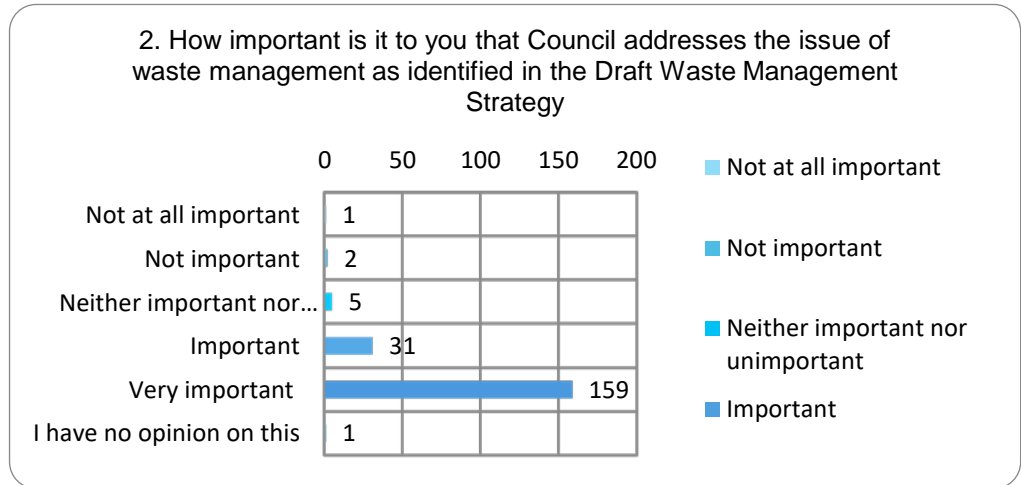 2. How important is it to you that Council addresses the issue of
waste management as identified in the Draft Waste Management
Strategy
0 50 100 150 200
Not at all important 1
Not important 2
Neither important nor... 5
Important 31
Very important 159
I have no opinion on this 1
Not at all important
Not important
Neither important nor
unimportant
Important